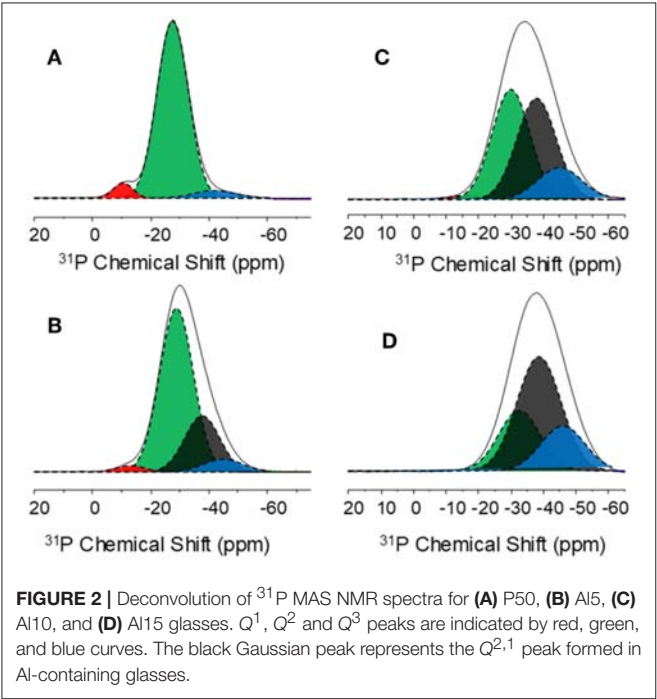 A
C
20 0 -20 -40 -60
³¹P Chemical Shift (ppm)
20 10 0 -10 -20 -30 -40 -50 -60
³¹P Chemical Shift (ppm)
B
D
20 0 -20 -40 -60
³¹P Chemical Shift (ppm)
20 10 0 -10 -20 -30 -40 -50 -60
³¹P Chemical Shift (ppm)
FIGURE 2 | Deconvolution of ³¹P MAS NMR spectra for (A) P50, (B) Al5, (C)
Al10, and (D) Al15 glasses. Q¹, Q² and Q³ peaks are indicated by red, green,
and blue curves. The black Gaussian peak represents the Q²,¹ peak formed in
Al-containing glasses.